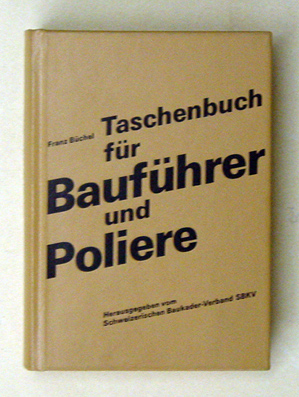 Franz Büchel
Taschenbuch
für
Bauführer
und
Poliere
Herausgegeben vom
Schweizerischen Baukader-Verband SBKV